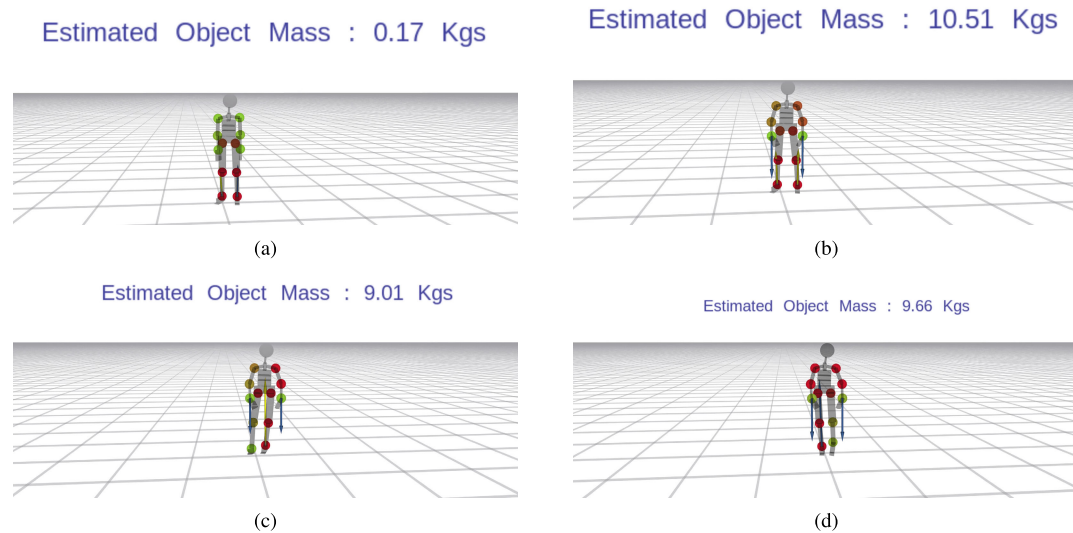 Estimated Object Mass : 0.17 Kgs
Estimated Object Mass : 10.51 Kgs
(a)
(b)
Estimated Object Mass : 9.01 Kgs
Estimated Object Mass : 9.66 Kgs
(c)
(d)